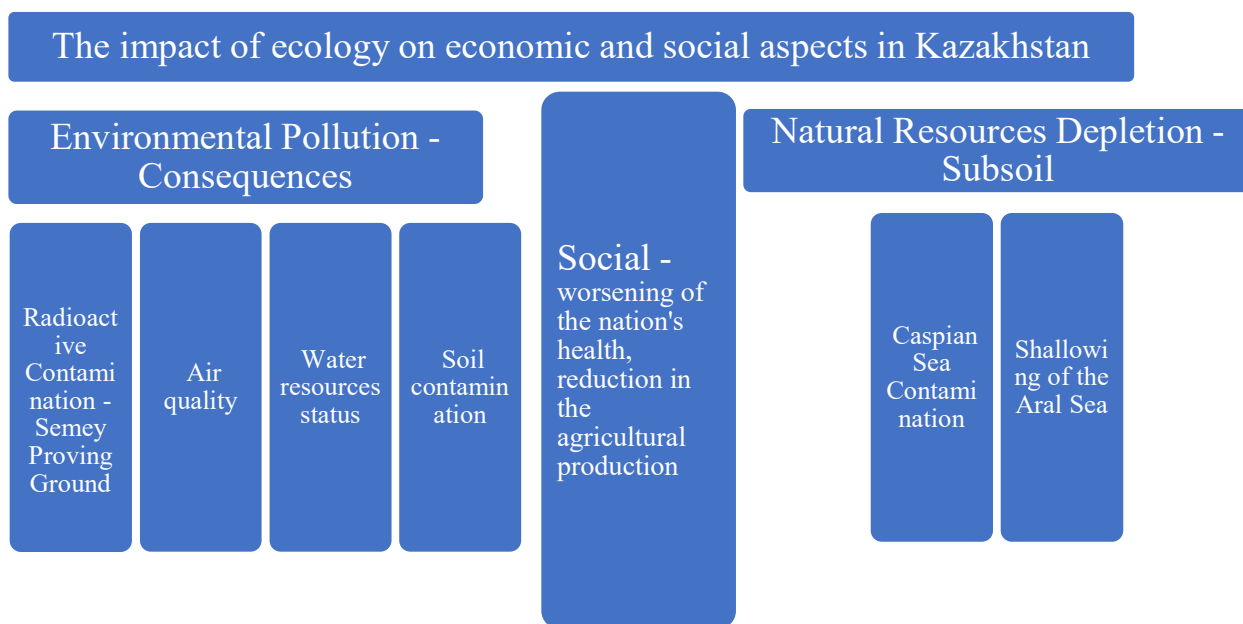 The impact of ecology on economic and social aspects in Kazakhstan
Environmental Pollution -
Consequences
Radioact
ive
Contami
nation -
Semey
Proving
Ground
Air
quality
Water
resources
status
Soil
contamin
ation
Social -
worsening of
the nation's
health,
reduction in
the
agricultural
production
Natural Resources Depletion -
Subsoil
Caspian
Sea
Contami
nation
Shallowi
ng of the
Aral Sea